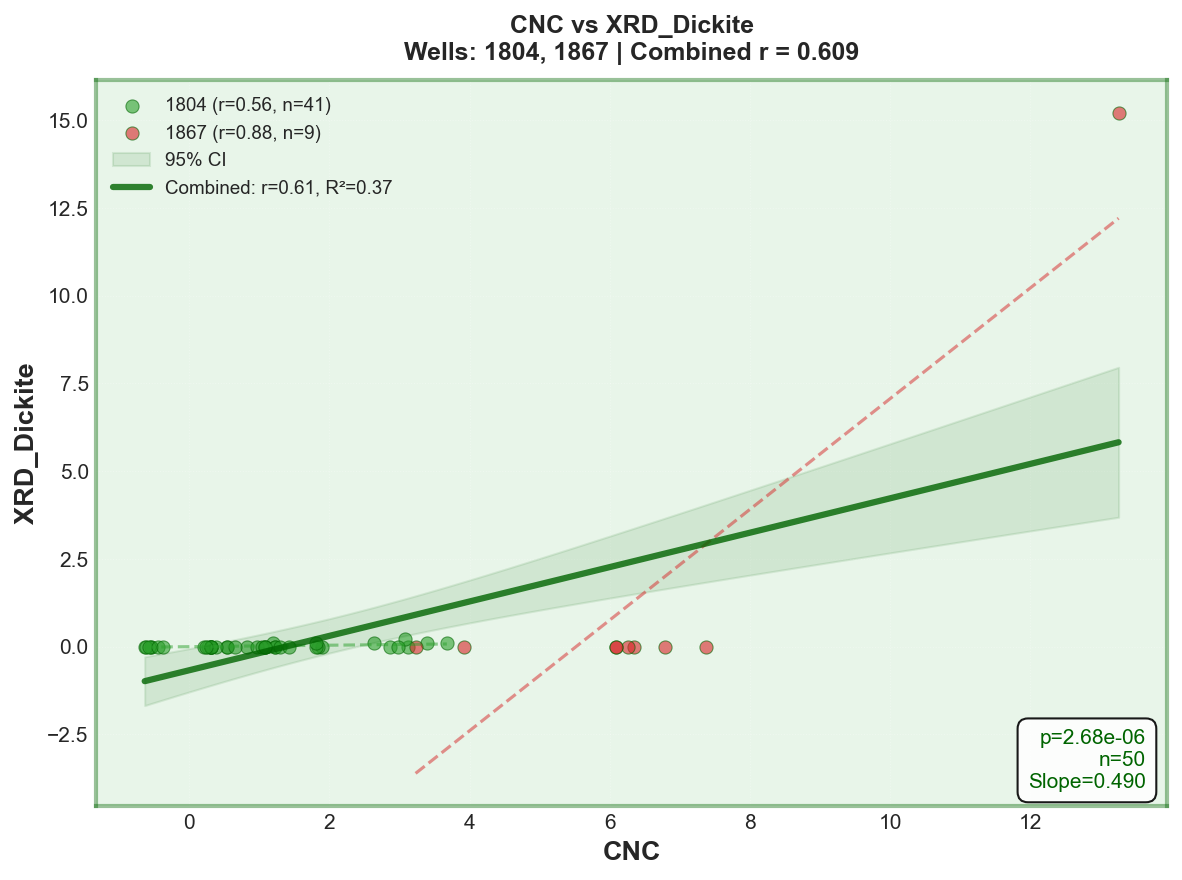 CNC vs XRD_Dickite
Wells: 1804, 1867 | Combined r = 0.609
1804 (r=0.56, n=41)
1867 (r=0.88, n=9)
95% CI
Combined: r=0.61, R²=0.37
15.0
12.5
10.0
7.5
5.0
2.5
0.0
−2.5
XRD_Dickite
p=2.68e-06
n=50
Slope=0.490
0 2 4 6 8 10 12
CNC